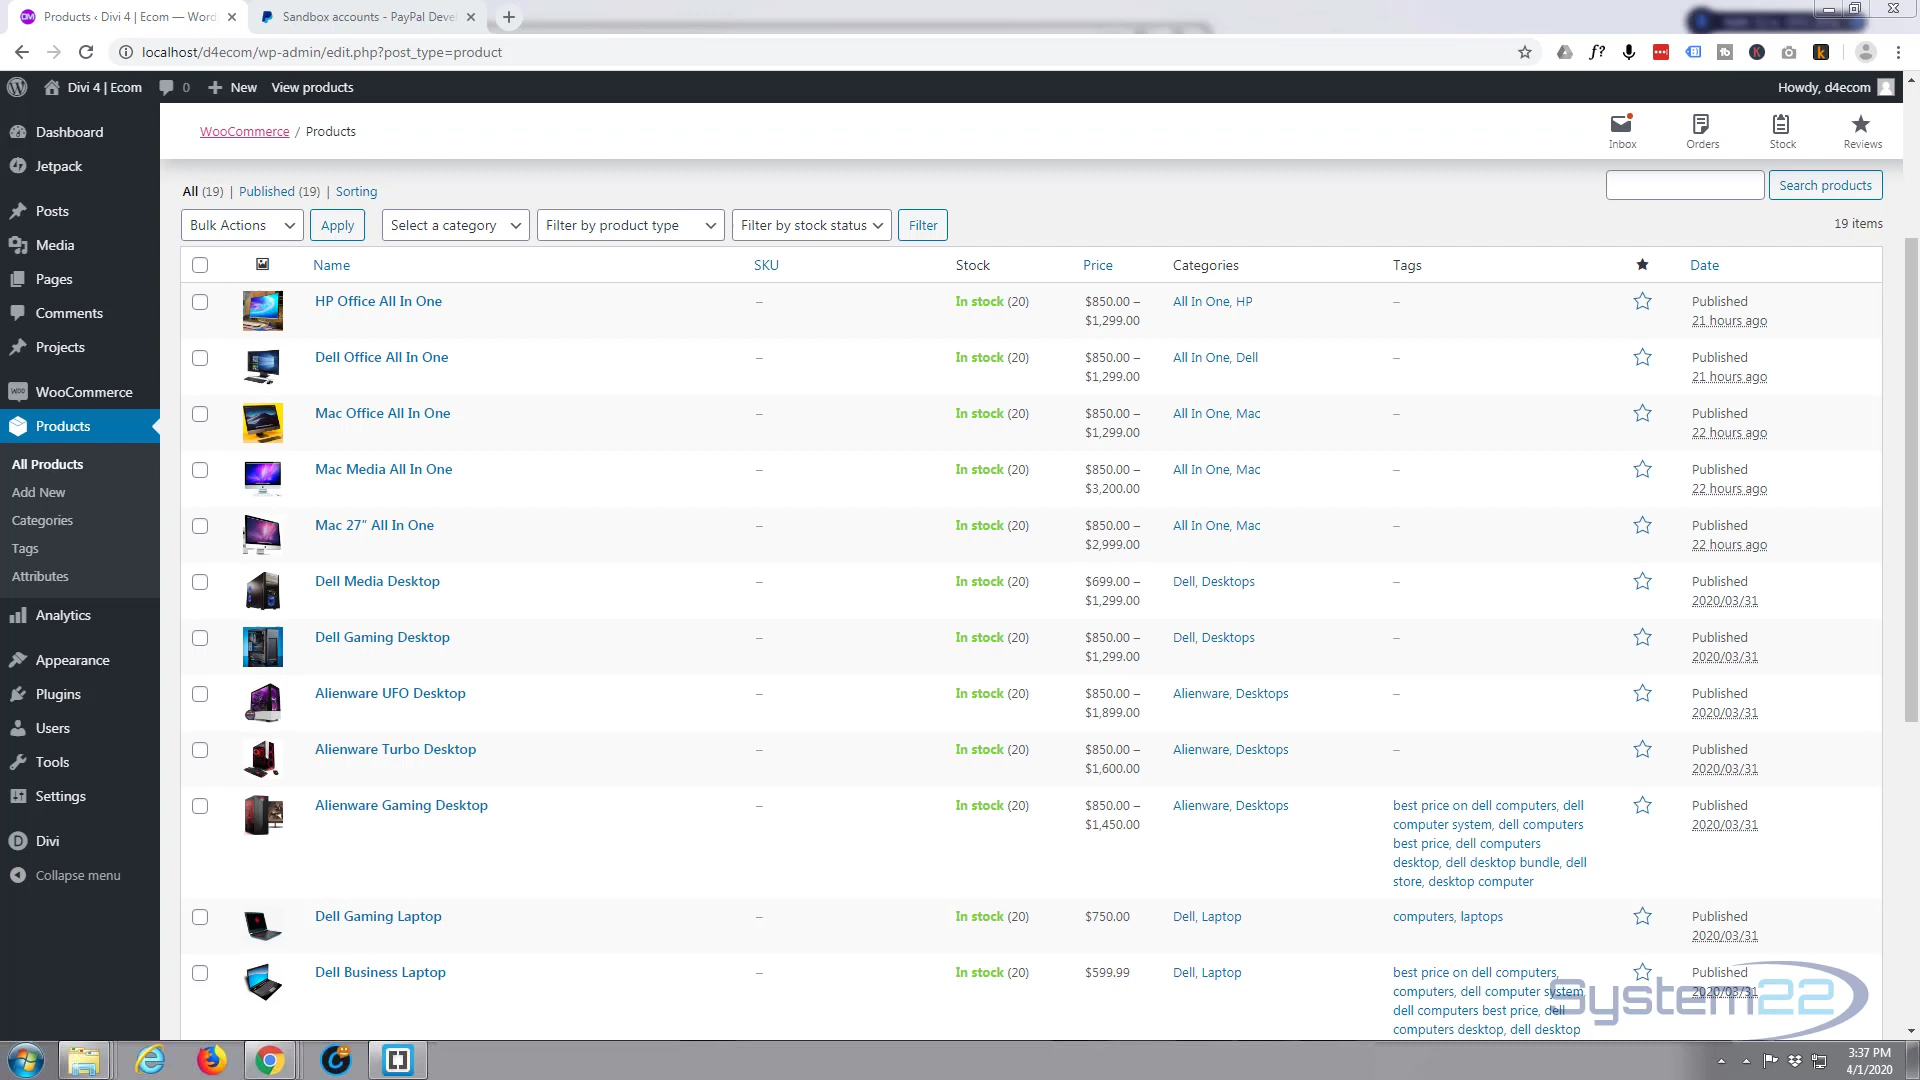 Products ‹ Divi 4 | Ecom — Word
Sandbox accounts - PayPal Deve
localhost/d4ecom/wp-admin/edit.php?post_type=product
Divi 4 | Ecom
0
New
View products
Howdy, d4ecom
WooCommerce / Products
Inbox
Orders
Stock
Reviews
Dashboard
Jetpack
Posts
Media
Pages
Comments
Projects
WooCommerce
Products
All Products
Add New
Categories
Tags
Attributes
Analytics
Appearance
Plugins
Users
Tools
Settings
Divi
Collapse menu
All (19) | Published (19) | Sorting
Search products
Bulk Actions
Apply
Select a category
Filter by product type
Filter by stock status
Filter
19 items
Name SKU Stock Price Categories Tags Date
HP Office All In One – In stock (20) $850.00 – All In One, HP – Published
$1,299.00 21 hours ago
Dell Office All In One – In stock (20) $850.00 – All In One, Dell – Published
$1,299.00 21 hours ago
Mac Office All In One – In stock (20) $850.00 – All In One, Mac – Published
$1,299.00 22 hours ago
Mac Media All In One – In stock (20) $850.00 – All In One, Mac – Published
$3,200.00 22 hours ago
Mac 27” All In One – In stock (20) $850.00 – All In One, Mac – Published
$2,999.00 22 hours ago
Dell Media Desktop – In stock (20) $699.00 – Dell, Desktops – Published
$1,299.00 2020/03/31
Dell Gaming Desktop – In stock (20) $850.00 – Dell, Desktops – Published
$1,299.00 2020/03/31
Alienware UFO Desktop – In stock (20) $850.00 – Alienware, Desktops – Published
$1,899.00 2020/03/31
Alienware Turbo Desktop – In stock (20) $850.00 – Alienware, Desktops – Published
$1,600.00 2020/03/31
Alienware Gaming Desktop – In stock (20) $850.00 – Alienware, Desktops best price on dell computers, dell Published
$1,450.00 computer system, dell computers 2020/03/31
best price, dell computers
desktop, dell desktop bundle, dell
store, desktop computer
Dell Gaming Laptop – In stock (20) $750.00 Dell, Laptop computers, laptops Published
2020/03/31
Dell Business Laptop – In stock (20) $599.99 Dell, Laptop best price on dell computers, Published
computers, dell computer system, 2020/03/31
dell computers best price, dell
computers desktop, dell desktop
System22
3:37 PM
4/1/2020